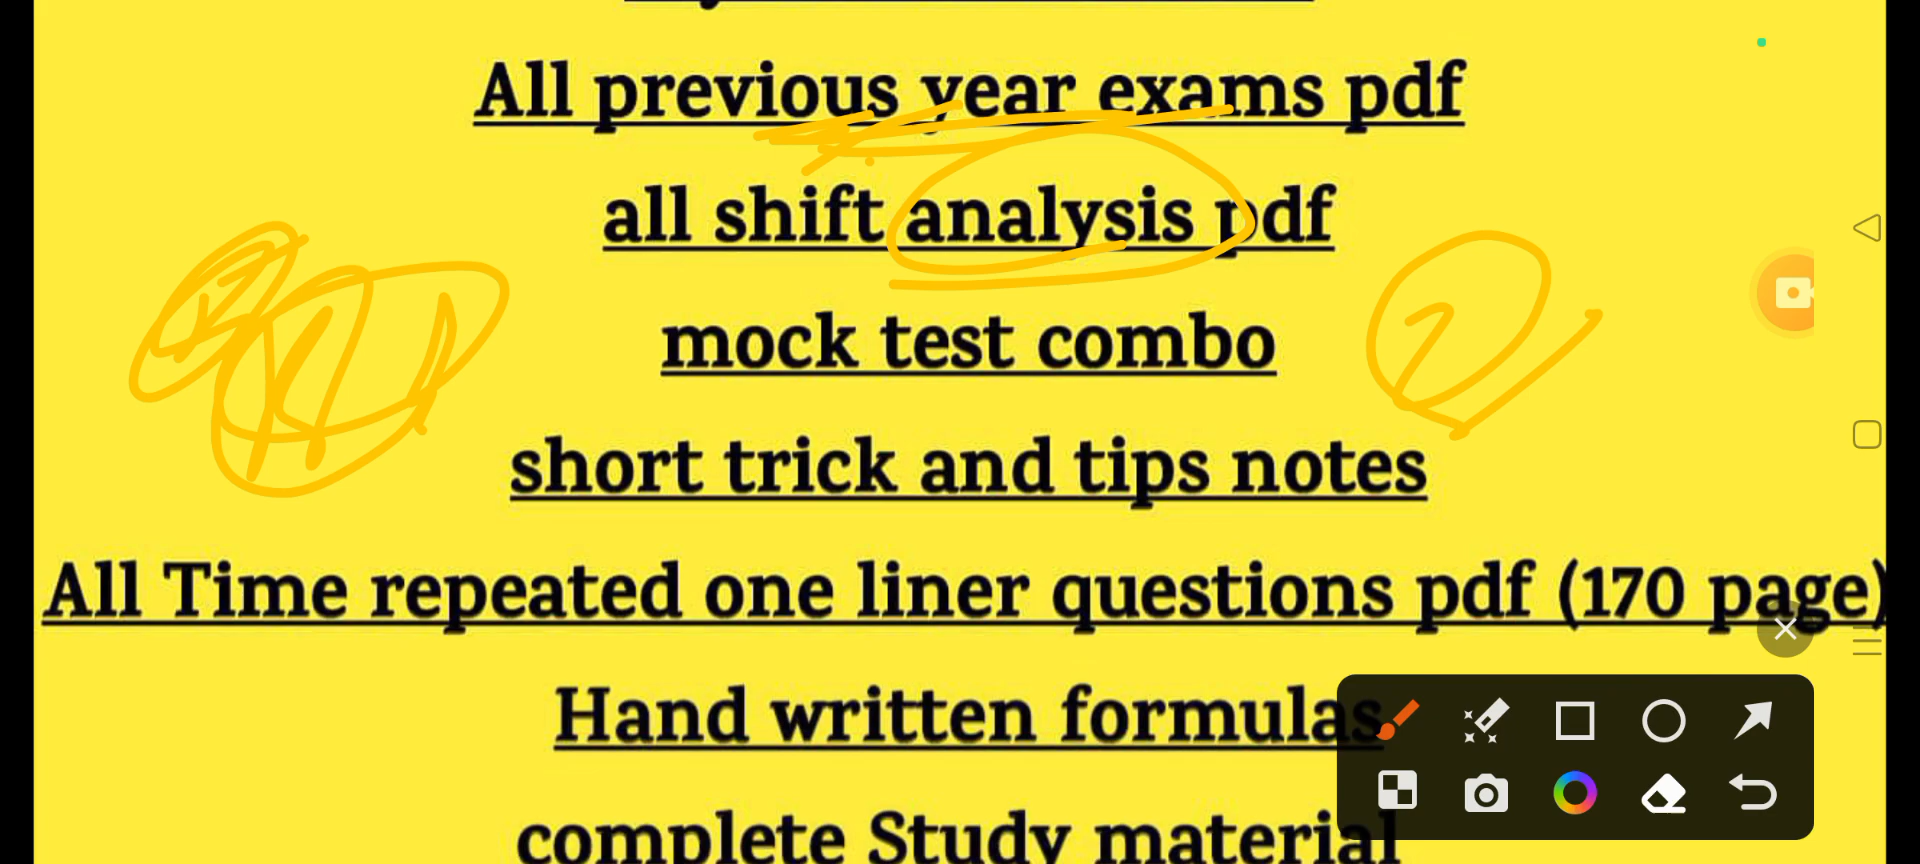 All previous year exams pdf
all shift analysis pdf
mock test combo
short trick and tips notes
All Time repeated one liner questions pdf (170 page)
Hand written formulas
complete Study material